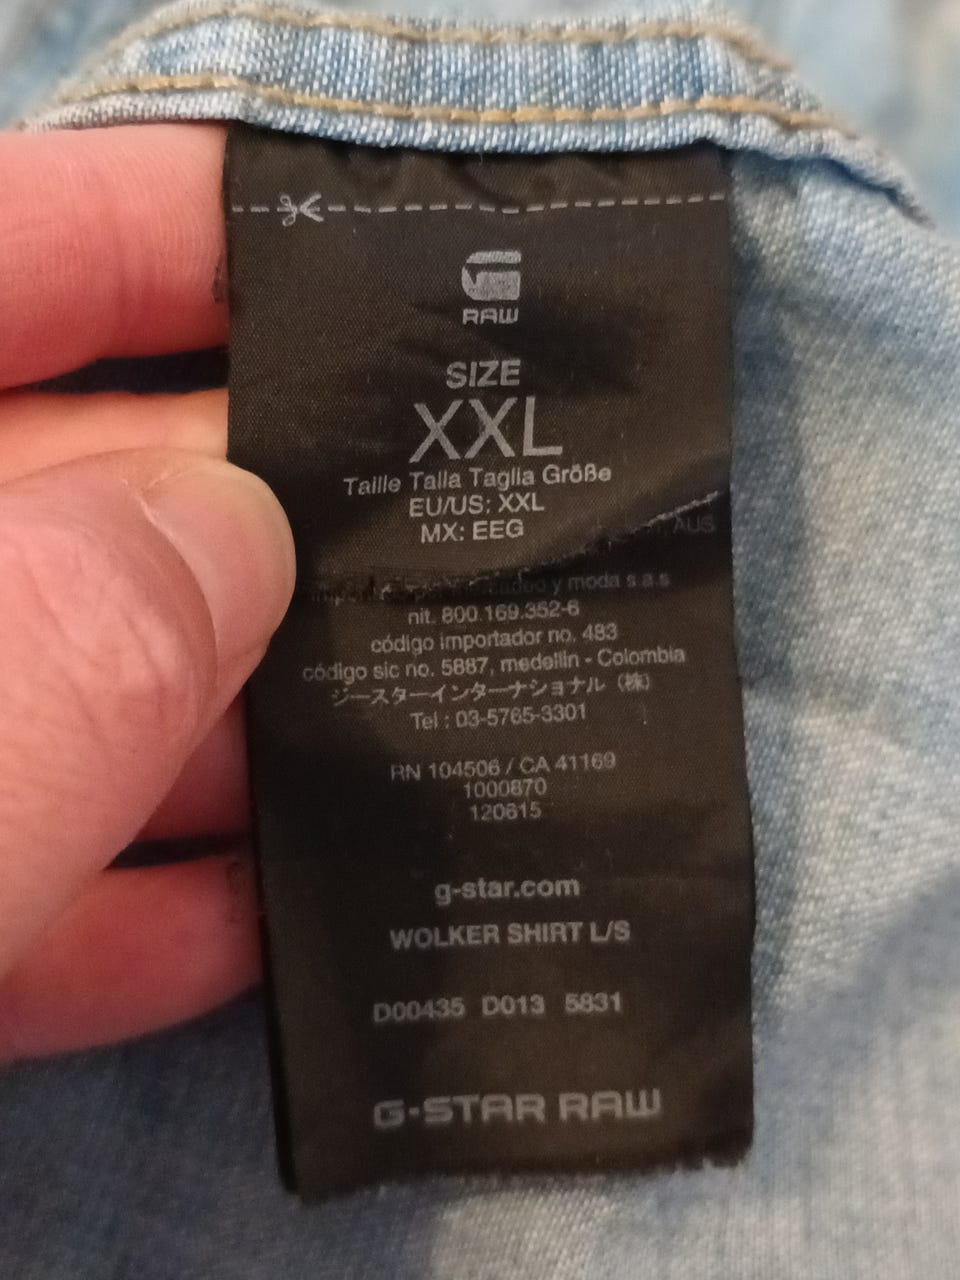 RAW
SIZE
XXL
Taille Talla Taglia Größe
EU/US: XXL
MX: EEG
AUS
por y moda s.a.s
nit. 800.169.352-6
código importador no. 483
código sic no. 5887, medellin - Colombia
ジースターインターナショナル（株）
Tel : 03-5765-3301
RN 104506 / CA 41169
1000870
120615
g-star.com
WOLKER SHIRT L/S
D00435 D013 5831
G-STAR RAW